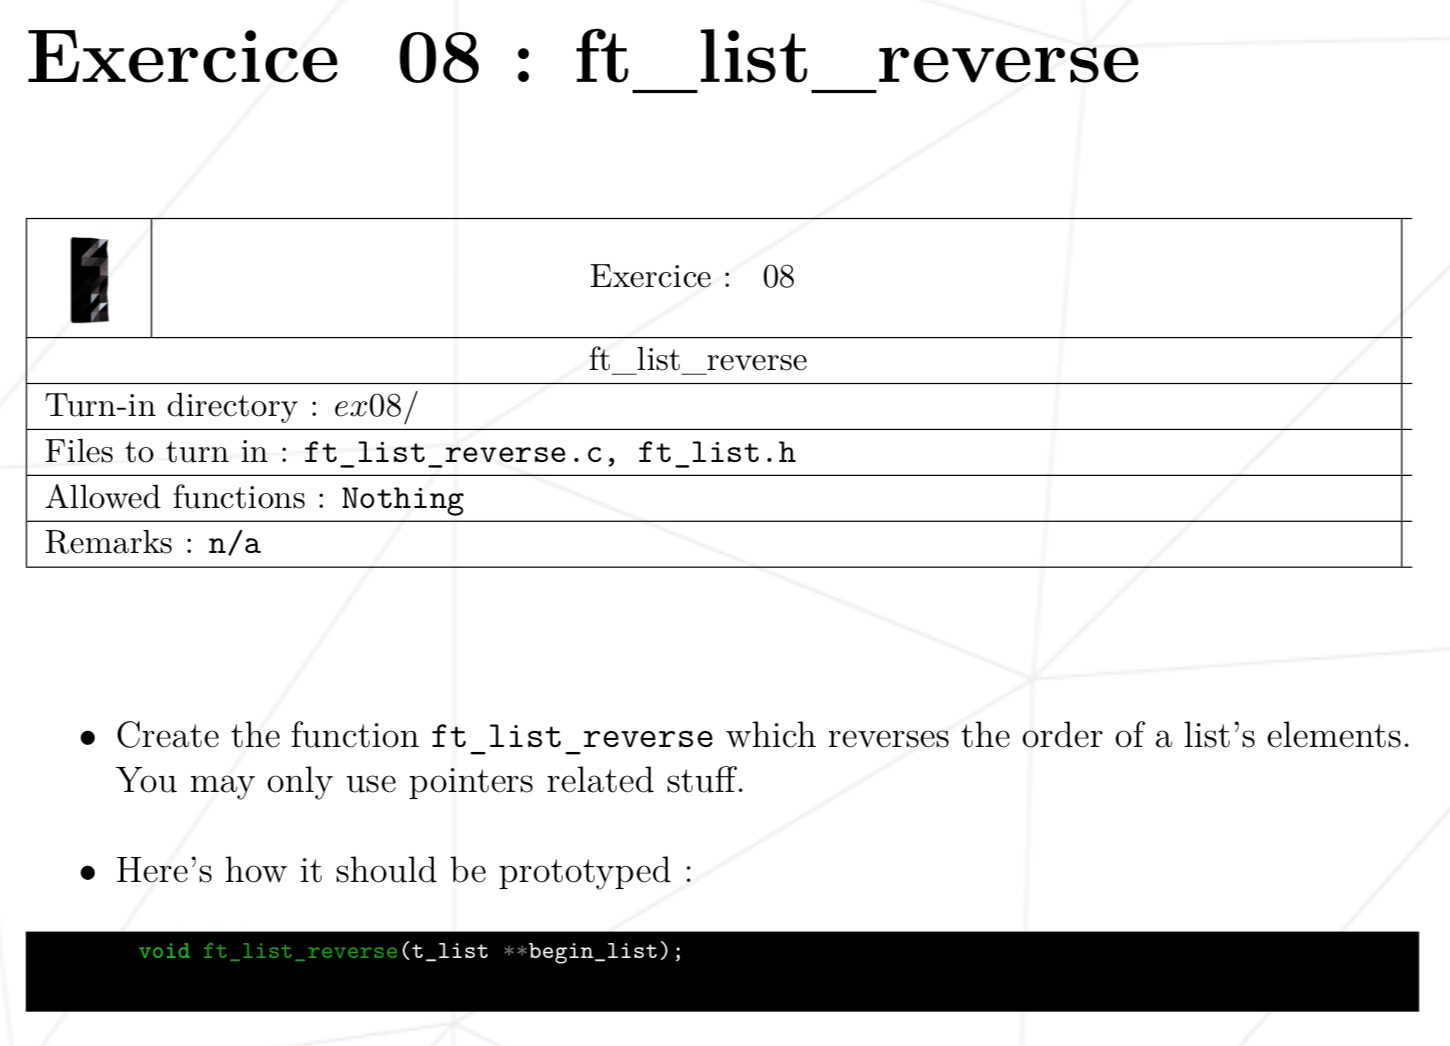 Exercice 08 : ft_list_reverse
Exercice : 08
ft_list_reverse
Turn-in directory : ex08/
Files to turn in : ft_list_reverse.c, ft_list.h
Allowed functions : Nothing
Remarks : n/a
• Create the function ft_list_reverse which reverses the order of a list's elements.
You may only use pointers related stuff.
• Here's how it should be prototyped :
void ft_list_reverse(t_list **begin_list);